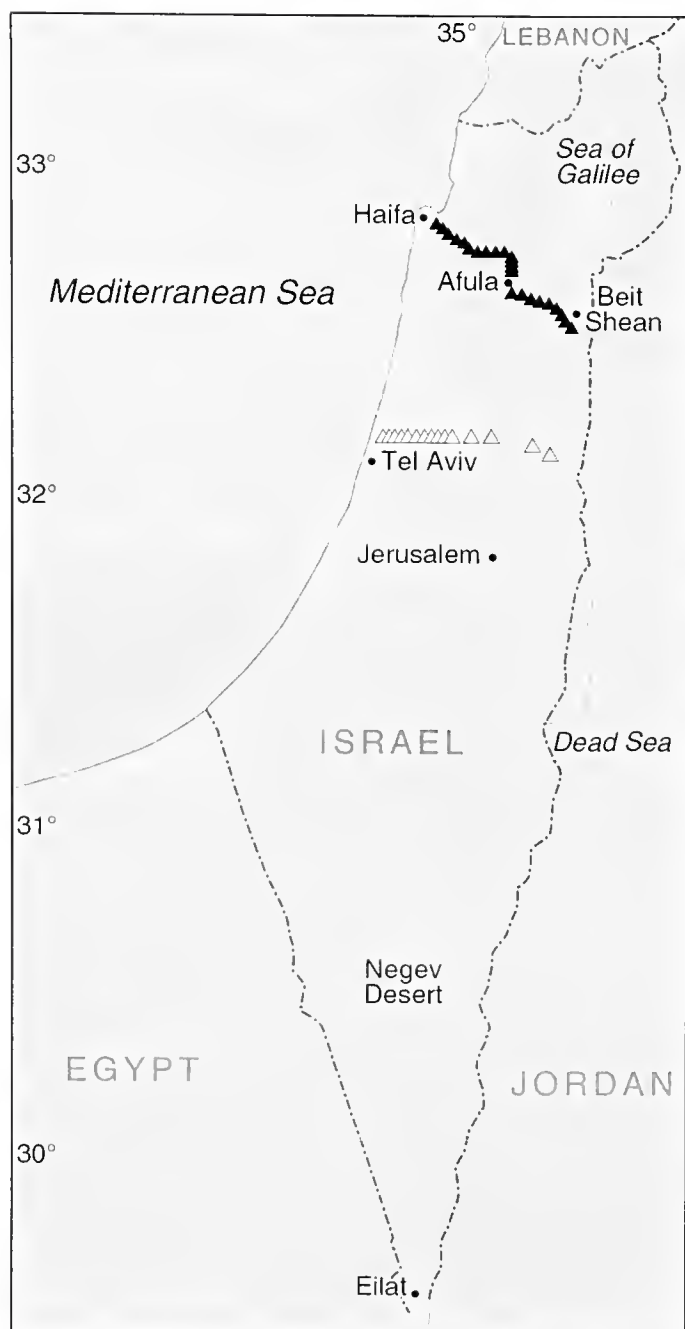 35°
LEBANON
33°
Sea of
Galilee
Haifa
Afula
Mediterranean Sea
Beit
Shean
Tel Aviv
32°
Jerusalem
ISRAEL
Dead Sea
31°
Negev
Desert
EGYPT
JORDAN
30°
Eilat